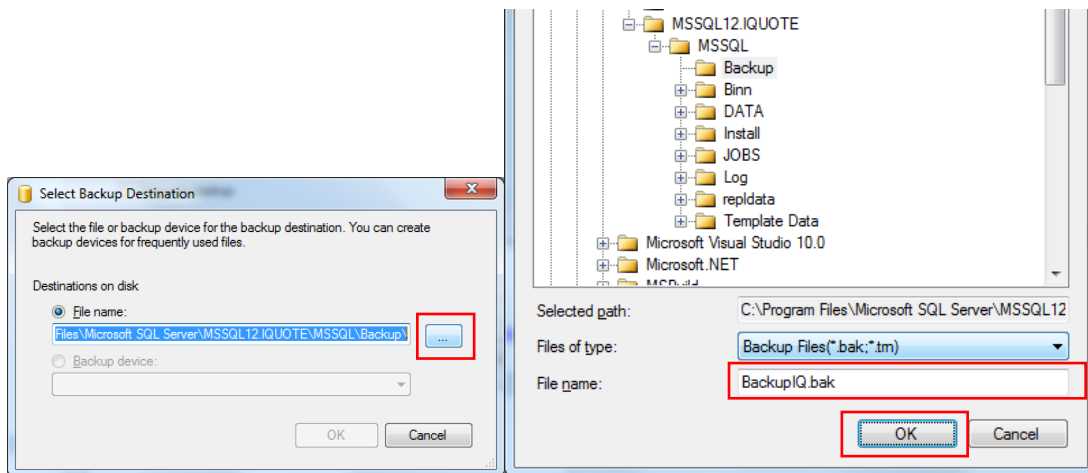 Select Backup Destination
Select the file or backup device for the backup destination. You can create
backup devices for frequently used files.
Destinations on disk
File name:
Files\Microsoft SQL Server\MSSQL12.IQUOTE\MSSQL\Backup\
...
Backup device:
OK
Cancel
MSSQL12.IQUOTE
MSSQL
Backup
Binn
DATA
Install
JOBS
Log
repldata
Template Data
Microsoft Visual Studio 10.0
Microsoft.NET
MSBuild
Selected path:
C:\Program Files\Microsoft SQL Server\MSSQL12
Files of type:
Backup Files(*.bak;*.trn)
File name:
BackupIQ.bak
OK
Cancel